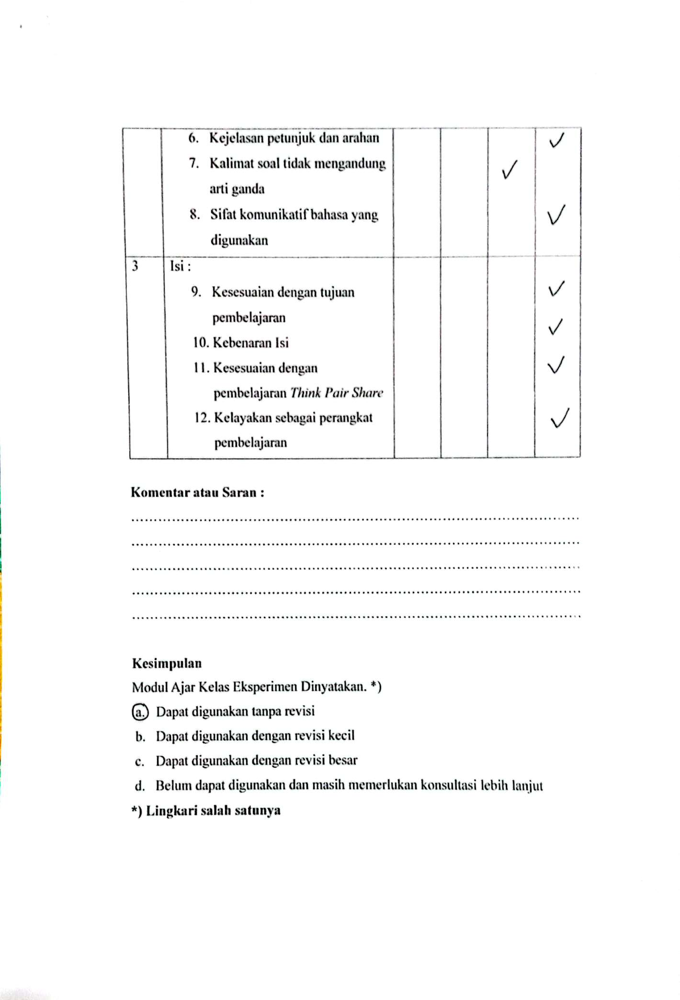 6. Kejelasan petunjuk dan arahan ✓
7. Kalimat soal tidak mengandung ✓
arti ganda
8. Sifat komunikatif bahasa yang ✓
digunakan
3 Isi :
9. Kesesuaian dengan tujuan ✓
pembelajaran
10. Kebenaran Isi ✓
11. Kesesuaian dengan ✓
pembelajaran Think Pair Share
12. Kelayakan sebagai perangkat ✓
pembelajaran
Komentar atau Saran :
Kesimpulan
Modul Ajar Kelas Eksperimen Dinyatakan. *)
a. Dapat digunakan tanpa revisi
b. Dapat digunakan dengan revisi kecil
c. Dapat digunakan dengan revisi besar
d. Belum dapat digunakan dan masih memerlukan konsultasi lebih lanjut
*) Lingkari salah satunya